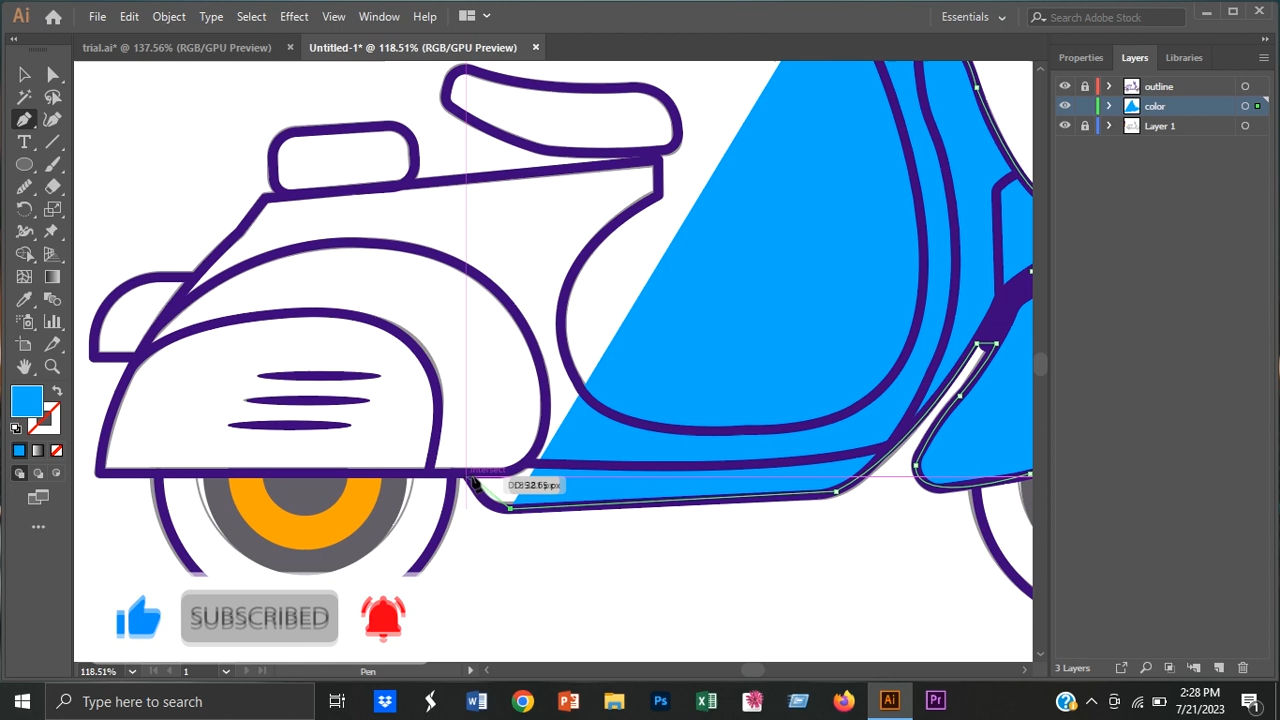 Ai
File Edit Object Type Select Effect View Window Help
Essentials
Search Adobe Stock
trial.ai* @ 137.56% (RGB/GPU Preview)
Untitled-1* @ 118.51% (RGB/GPU Preview)
Properties Layers Libraries
outline
color
Layer 1
intersect
SUBSCRIBED
118.51%
1
Pen
3 Layers
Type here to search
2:28 PM
7/21/2023